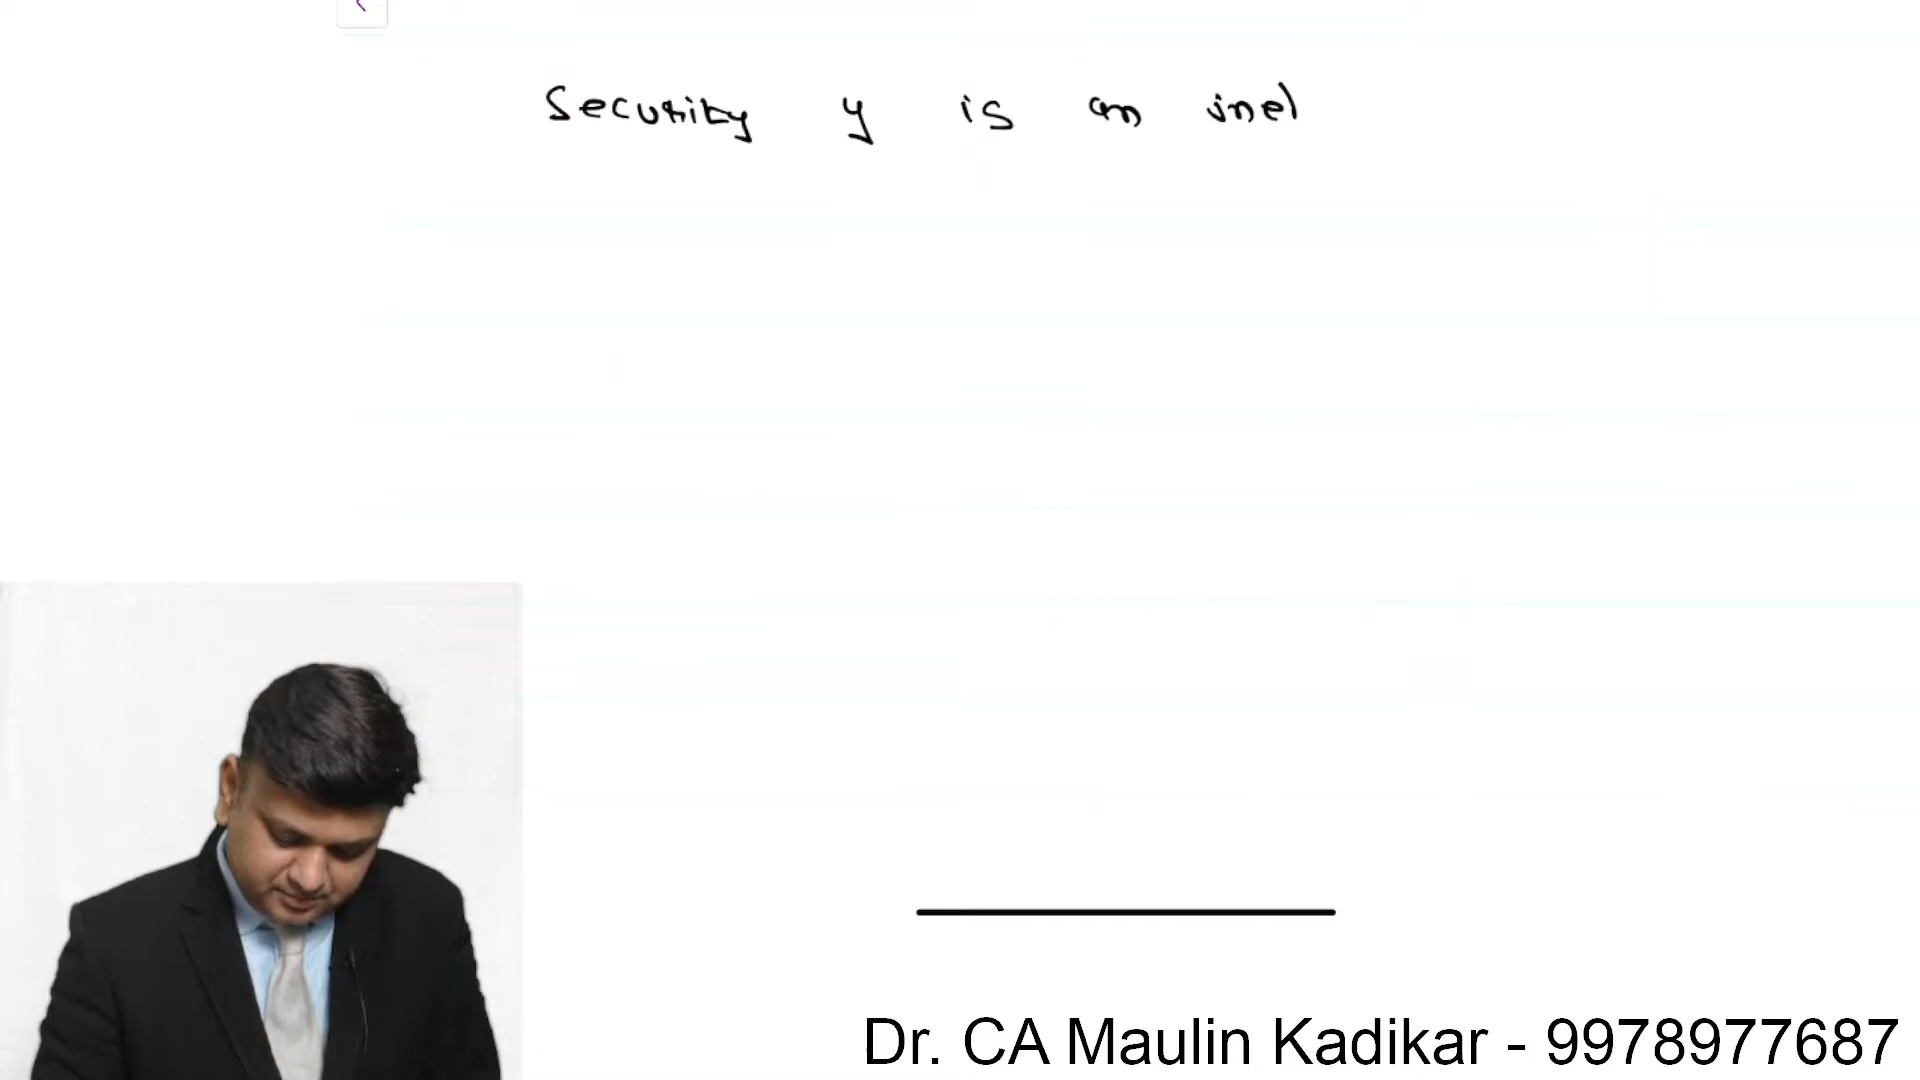 Security y is an inel
Dr. CA Maulin Kadikar - 9978977687